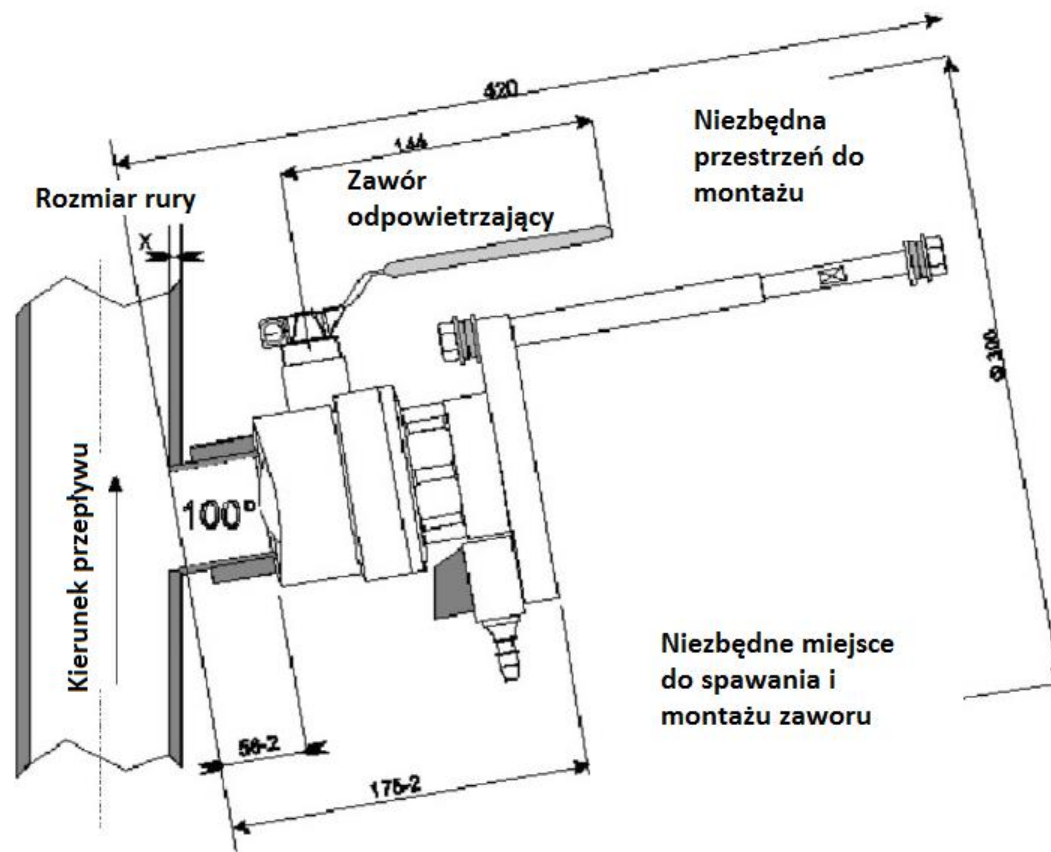 420
144
Niezbędna
przestrzeń do
montażu
Zawór
odpowietrzający
Rozmiar rury
X
Ø 300
100°
Kierunek przepływu
Niezbędne miejsce
do spawania i
montażu zaworu
56-2
175-2